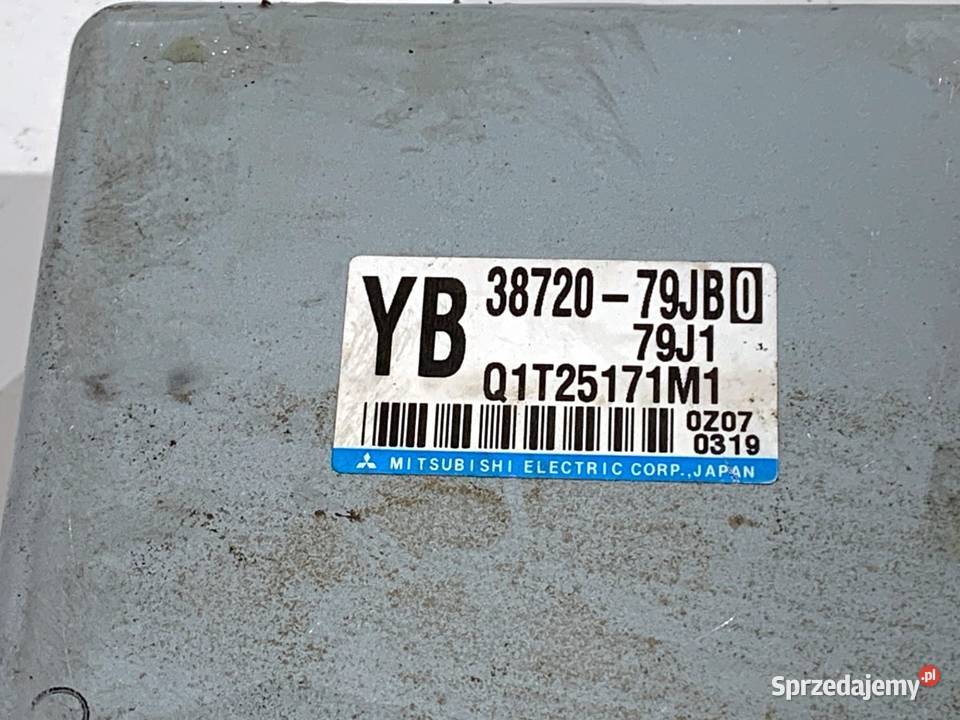 YB 38720-79JB0
79J1
Q1T25171M1
0Z07
0319
MITSUBISHI ELECTRIC CORP.,JAPAN
Sprzedajemy.pl